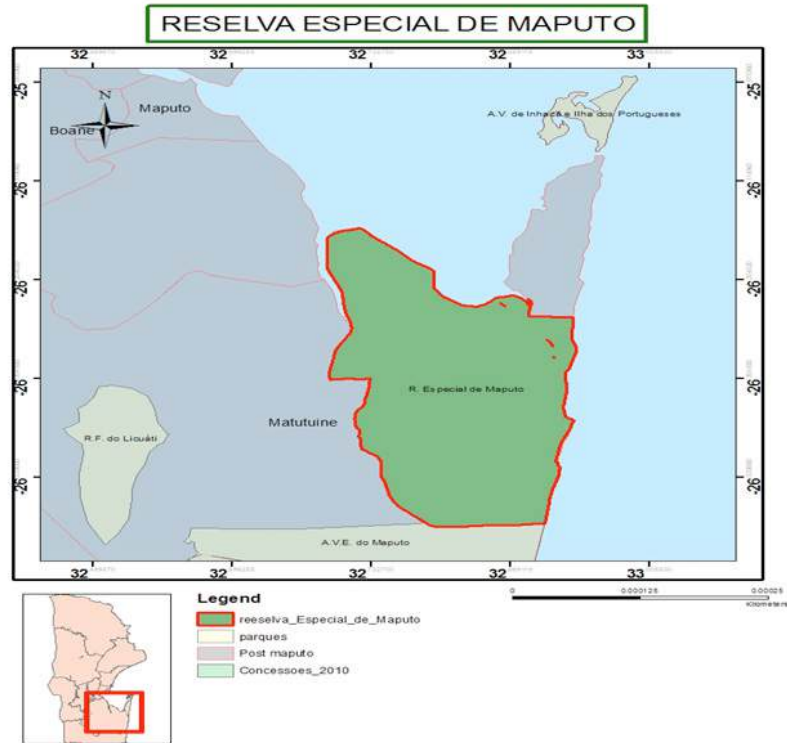 RESELVA ESPECIAL DE MAPUTO
32 32 32 32 33
-25
-26
-26
-26
-26
-25
-26
-26
-26
-26
N
Maputo
Boane
A.V. de Inhaca e Ilha dos Portugueses
R. Especial de Maputo
Matutuine
R.F. do Licuáti
A.V.E. do Maputo
32 32 32 32 33
Legend
reeselva_Especial_de_Maputo
parques
Post maputo
Concessoes_2010
0 0.000125 0.00025
Kilometers